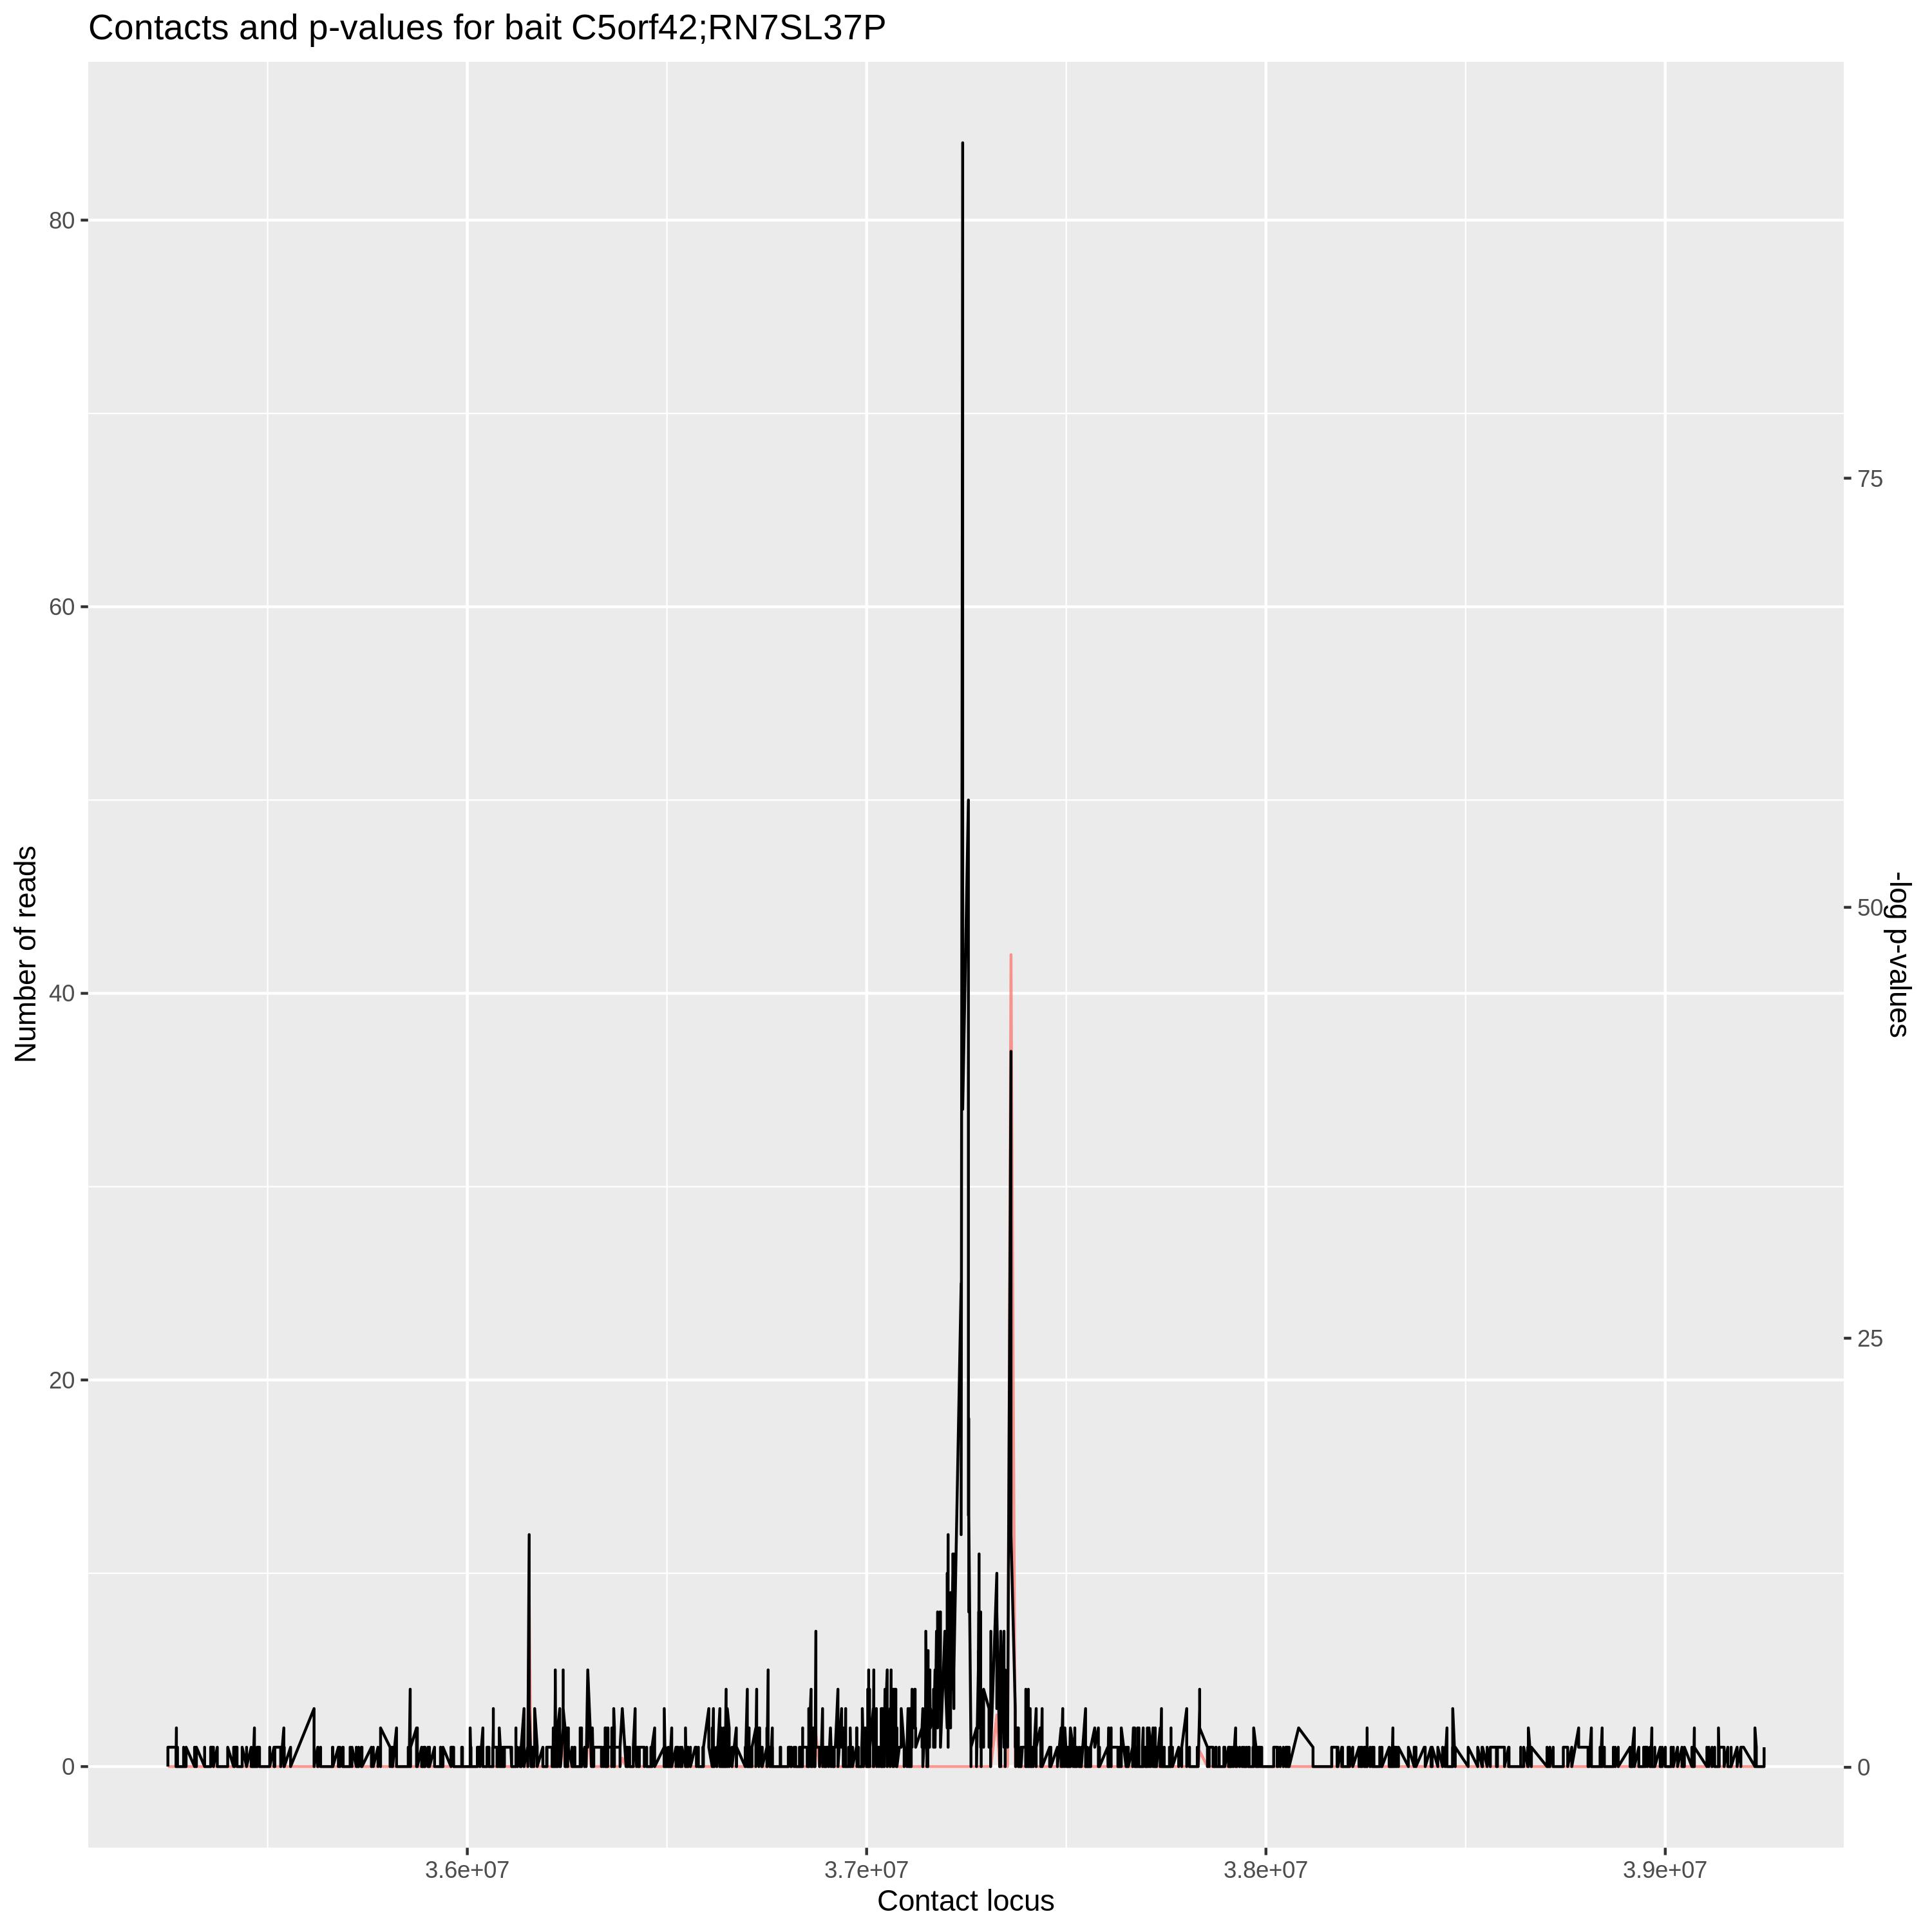 Contacts and p-values for bait C5orf42;RN7SL37P
80
60
40
20
0
Number of reads
75
50
25
0
-log p-values
3.6e+07
3.7e+07
3.8e+07
3.9e+07
Contact locus